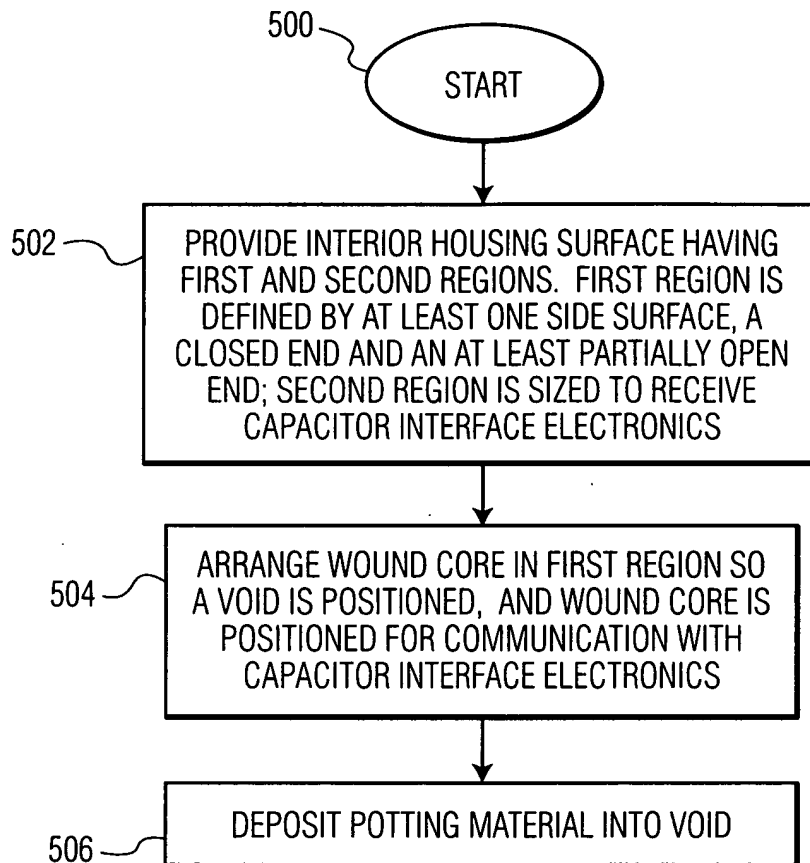 500
START
502
PROVIDE INTERIOR HOUSING SURFACE HAVING
FIRST AND SECOND REGIONS. FIRST REGION IS
DEFINED BY AT LEAST ONE SIDE SURFACE, A
CLOSED END AND AN AT LEAST PARTIALLY OPEN
END; SECOND REGION IS SIZED TO RECEIVE
CAPACITOR INTERFACE ELECTRONICS
504
ARRANGE WOUND CORE IN FIRST REGION SO
A VOID IS POSITIONED, AND WOUND CORE IS
POSITIONED FOR COMMUNICATION WITH
CAPACITOR INTERFACE ELECTRONICS
506
DEPOSIT POTTING MATERIAL INTO VOID